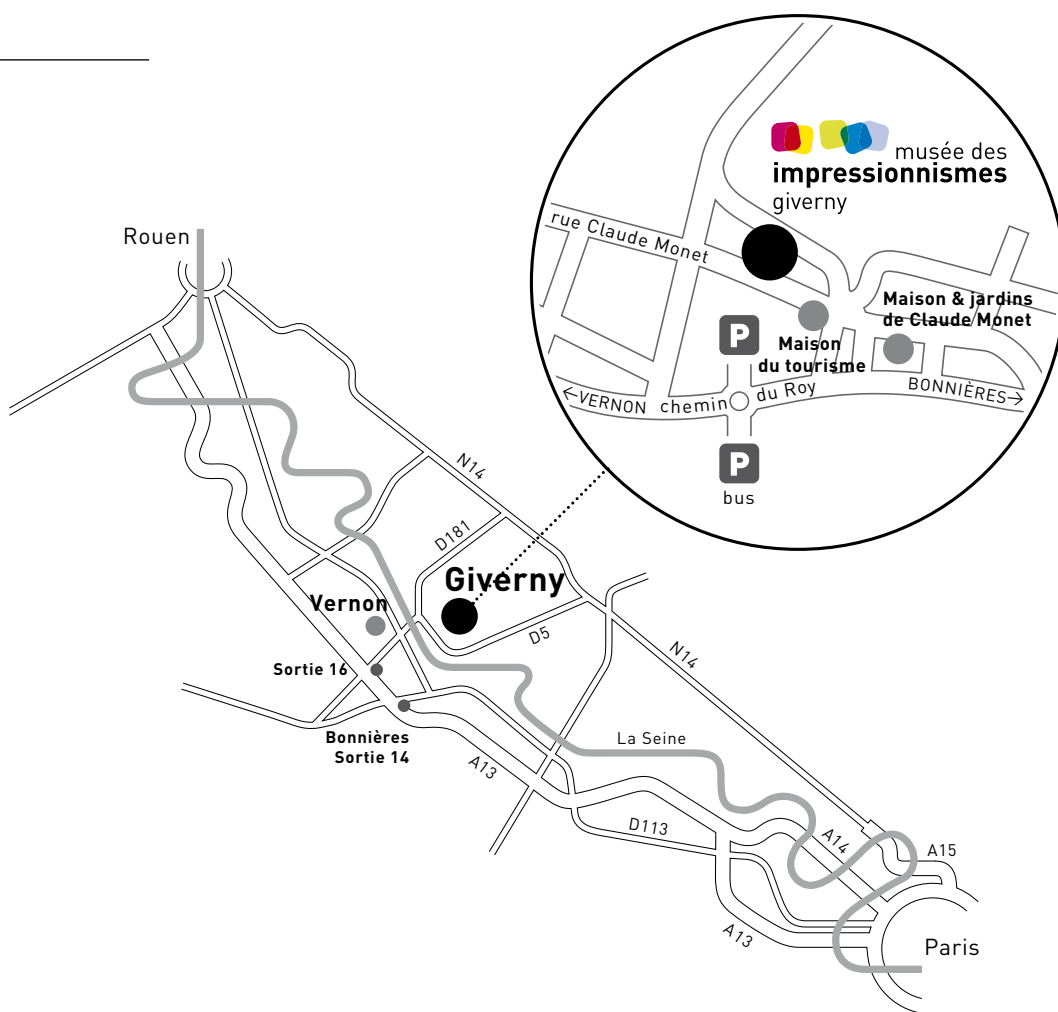 musée des
impressionnismes
giverny
rue Claude Monet
Maison & jardins
de Claude Monet
P
Maison
du tourisme
←VERNON chemin du Roy BONNIÈRES→
P
bus
Rouen
N14
D181
Giverny
Vernon
D5
Sortie 16
N14
Bonnières
Sortie 14
La Seine
A13
D113
A14
A15
A13
Paris